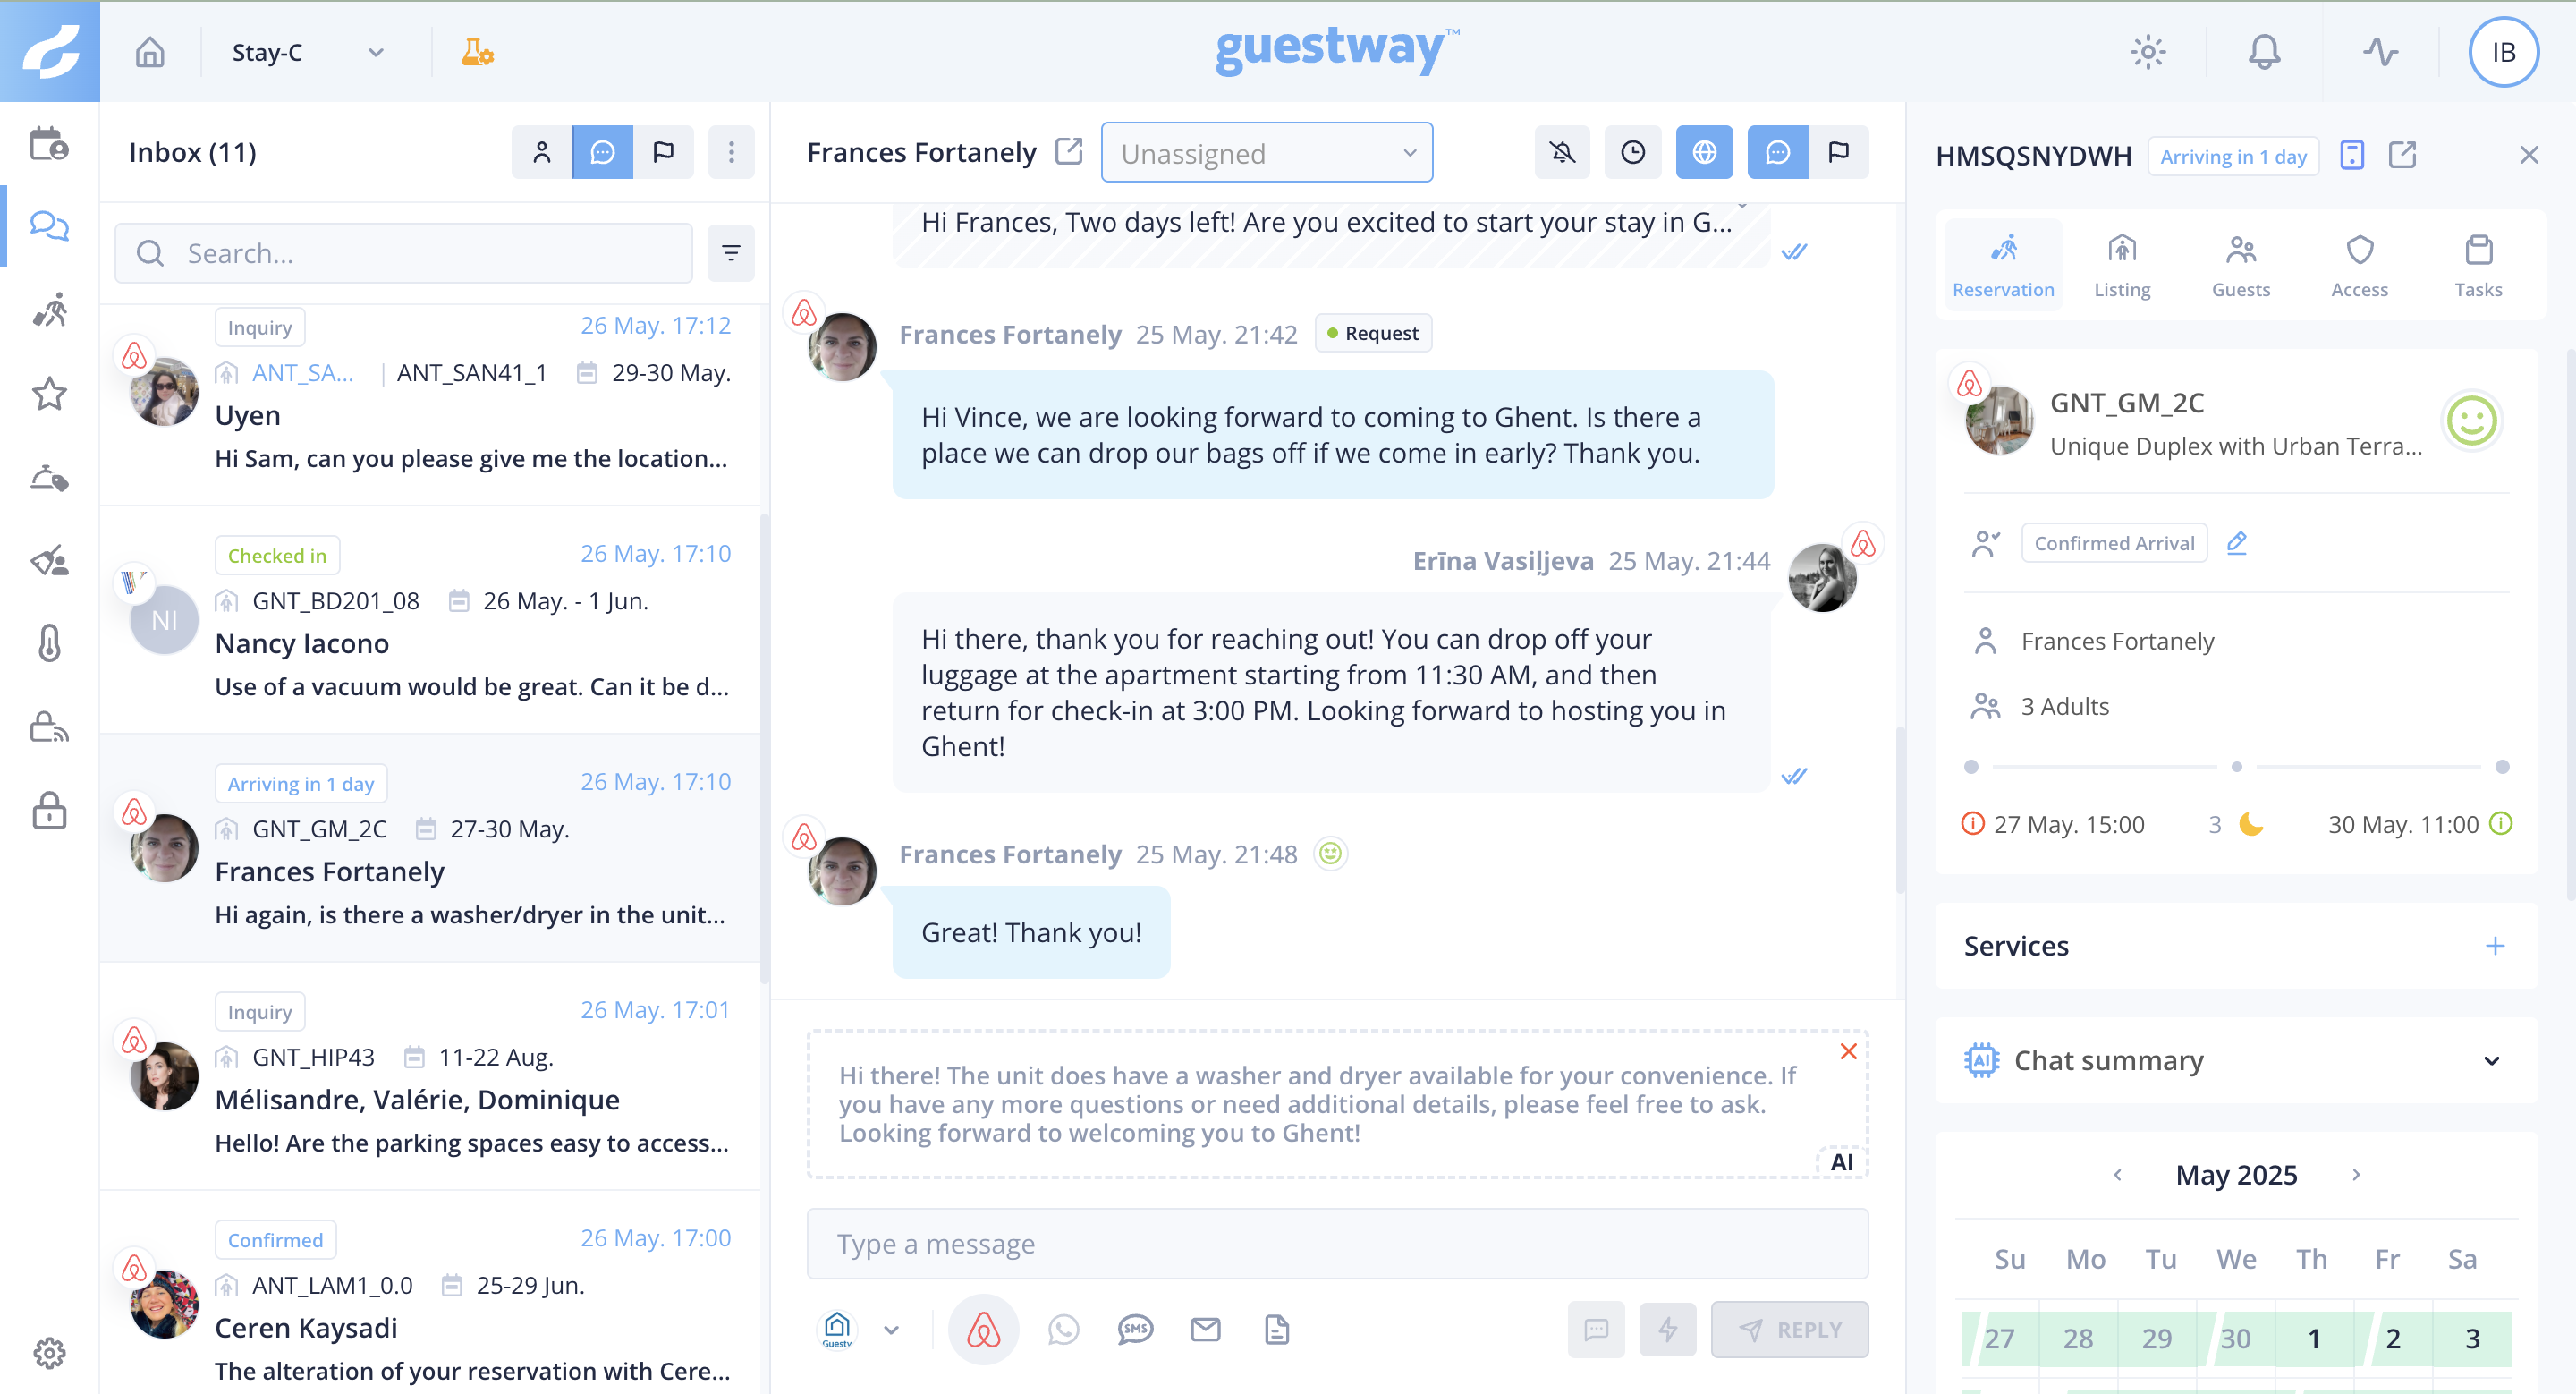 Stay-C
guestway™
IB
Inbox (11)
Search...
Inquiry
26 May. 17:12
ANT_SA... | ANT_SAN41_1 29-30 May.
Uyen
Hi Sam, can you please give me the location...
Checked in
26 May. 17:10
NI
GNT_BD201_08 26 May. - 1 Jun.
Nancy Iacono
Use of a vacuum would be great. Can it be d...
Arriving in 1 day
26 May. 17:10
GNT_GM_2C 27-30 May.
Frances Fortanely
Hi again, is there a washer/dryer in the unit...
Inquiry
26 May. 17:01
GNT_HIP43 11-22 Aug.
Mélisandre, Valérie, Dominique
Hello! Are the parking spaces easy to access...
Confirmed
26 May. 17:00
ANT_LAM1_0.0 25-29 Jun.
Ceren Kaysadi
The alteration of your reservation with Cere...
Frances Fortanely
Unassigned
Hi Frances, Two days left! Are you excited to start your stay in G...
Frances Fortanely 25 May. 21:42 Request
Hi Vince, we are looking forward to coming to Ghent. Is there a
place we can drop our bags off if we come in early? Thank you.
Erīna Vasiļjeva 25 May. 21:44
Hi there, thank you for reaching out! You can drop off your
luggage at the apartment starting from 11:30 AM, and then
return for check-in at 3:00 PM. Looking forward to hosting you in
Ghent!
Frances Fortanely 25 May. 21:48
Great! Thank you!
Hi there! The unit does have a washer and dryer available for your convenience. If
you have any more questions or need additional details, please feel free to ask.
Looking forward to welcoming you to Ghent!
AI
Type a message
Guesty
SMS
REPLY
HMSQSNYDWH
Arriving in 1 day
Reservation
Listing
Guests
Access
Tasks
GNT_GM_2C
Unique Duplex with Urban Terra...
Confirmed Arrival
Frances Fortanely
3 Adults
27 May. 15:00
3
30 May. 11:00
Services
AI
Chat summary
May 2025
Su Mo Tu We Th Fr Sa
27 28 29 30 1 2 3